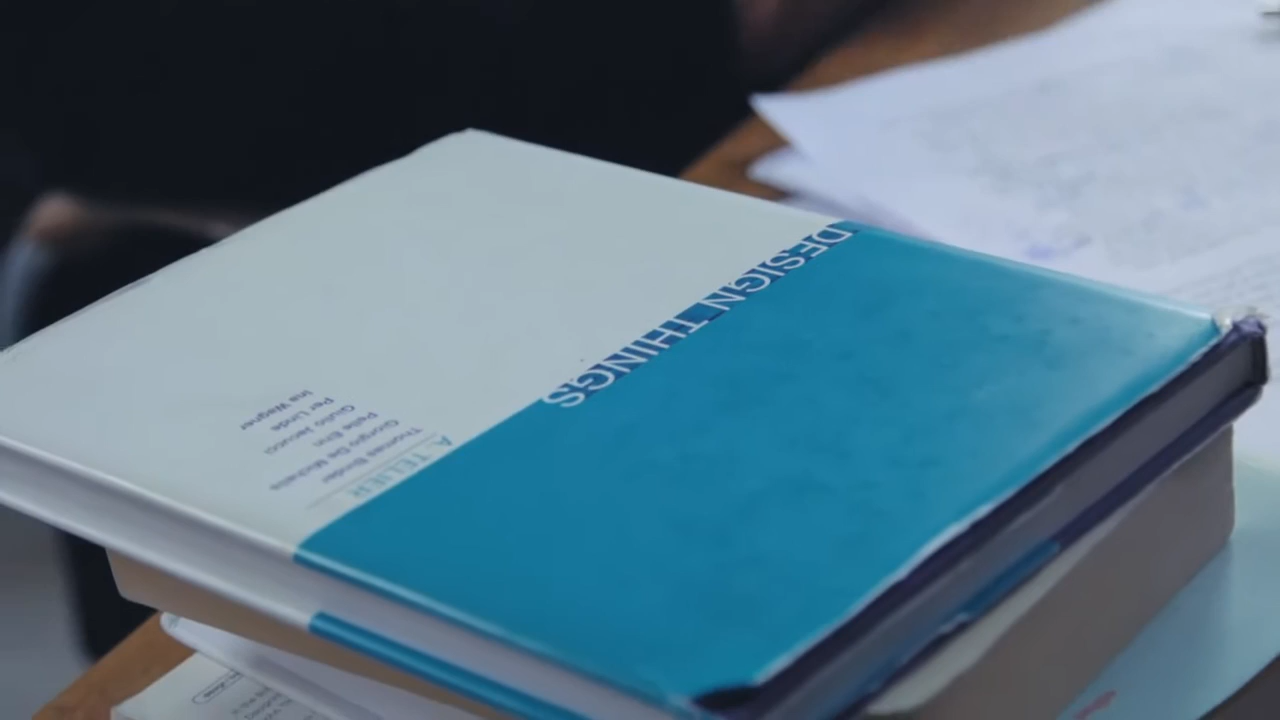 DESIGN THINGS
A. TELIER
Thomas Binder
Giorgio De Michelis
Pelle Ehn
Giulio Jacucci
Per Linde
Ina Wagner